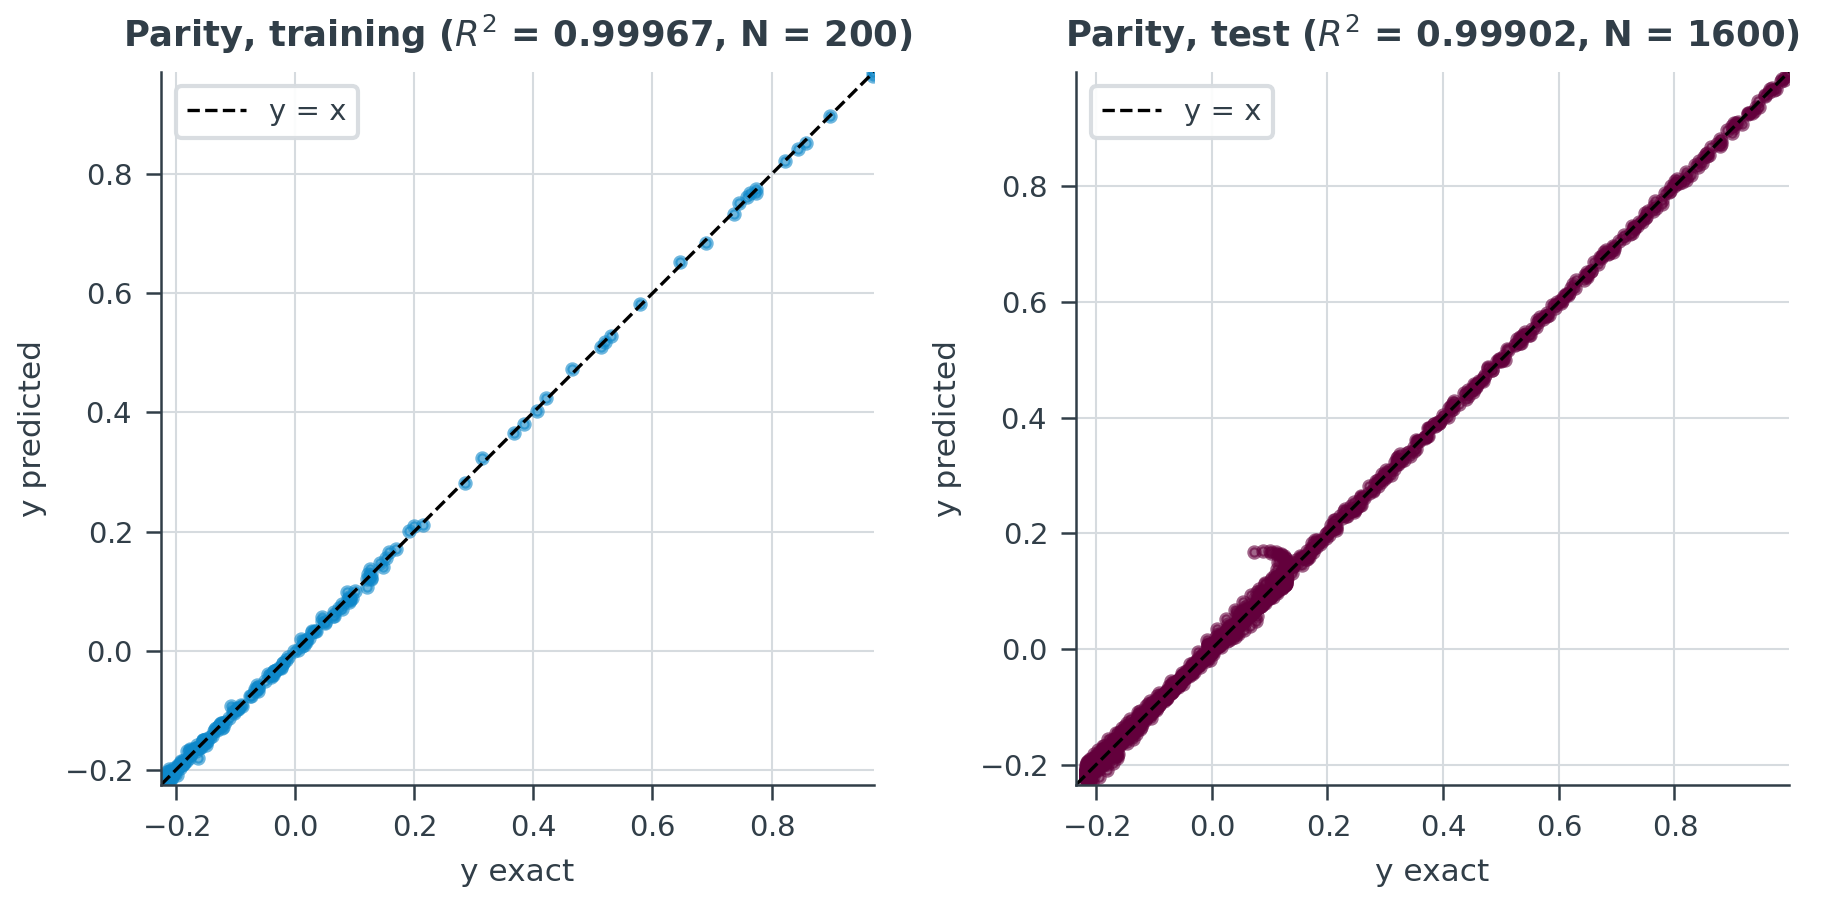 Parity, training (R² = 0.99967, N = 200)
y = x
y predicted
0.8
0.6
0.4
0.2
0.0
−0.2
−0.2 0.0 0.2 0.4 0.6 0.8
y exact
Parity, test (R² = 0.99902, N = 1600)
y = x
y predicted
0.8
0.6
0.4
0.2
0.0
−0.2
−0.2 0.0 0.2 0.4 0.6 0.8
y exact